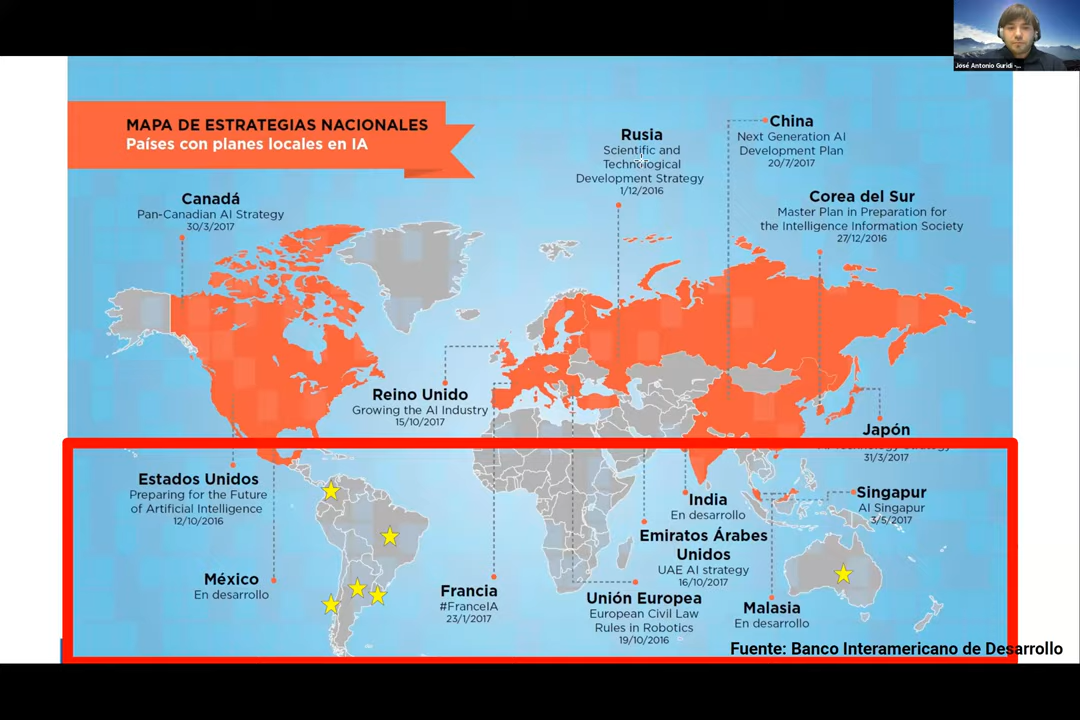 José Antonio Guridi -...
MAPA DE ESTRATEGIAS NACIONALES
Países con planes locales en IA
Canadá
Pan-Canadian AI Strategy
30/3/2017
Rusia
Scientific and
Technological
Development Strategy
1/12/2016
China
Next Generation AI
Development Plan
20/7/2017
Corea del Sur
Master Plan in Preparation for
the Intelligence Information Society
27/12/2016
Reino Unido
Growing the AI Industry
15/10/2017
Japón
31/3/2017
Estados Unidos
Preparing for the Future
of Artificial Intelligence
12/10/2016
India
En desarrollo
Singapur
AI Singapur
3/5/2017
Emiratos Árabes
Unidos
UAE AI strategy
16/10/2017
México
En desarrollo
Francia
#FranceIA
23/1/2017
Unión Europea
European Civil Law
Rules in Robotics
19/10/2016
Malasia
En desarrollo
Fuente: Banco Interamericano de Desarrollo